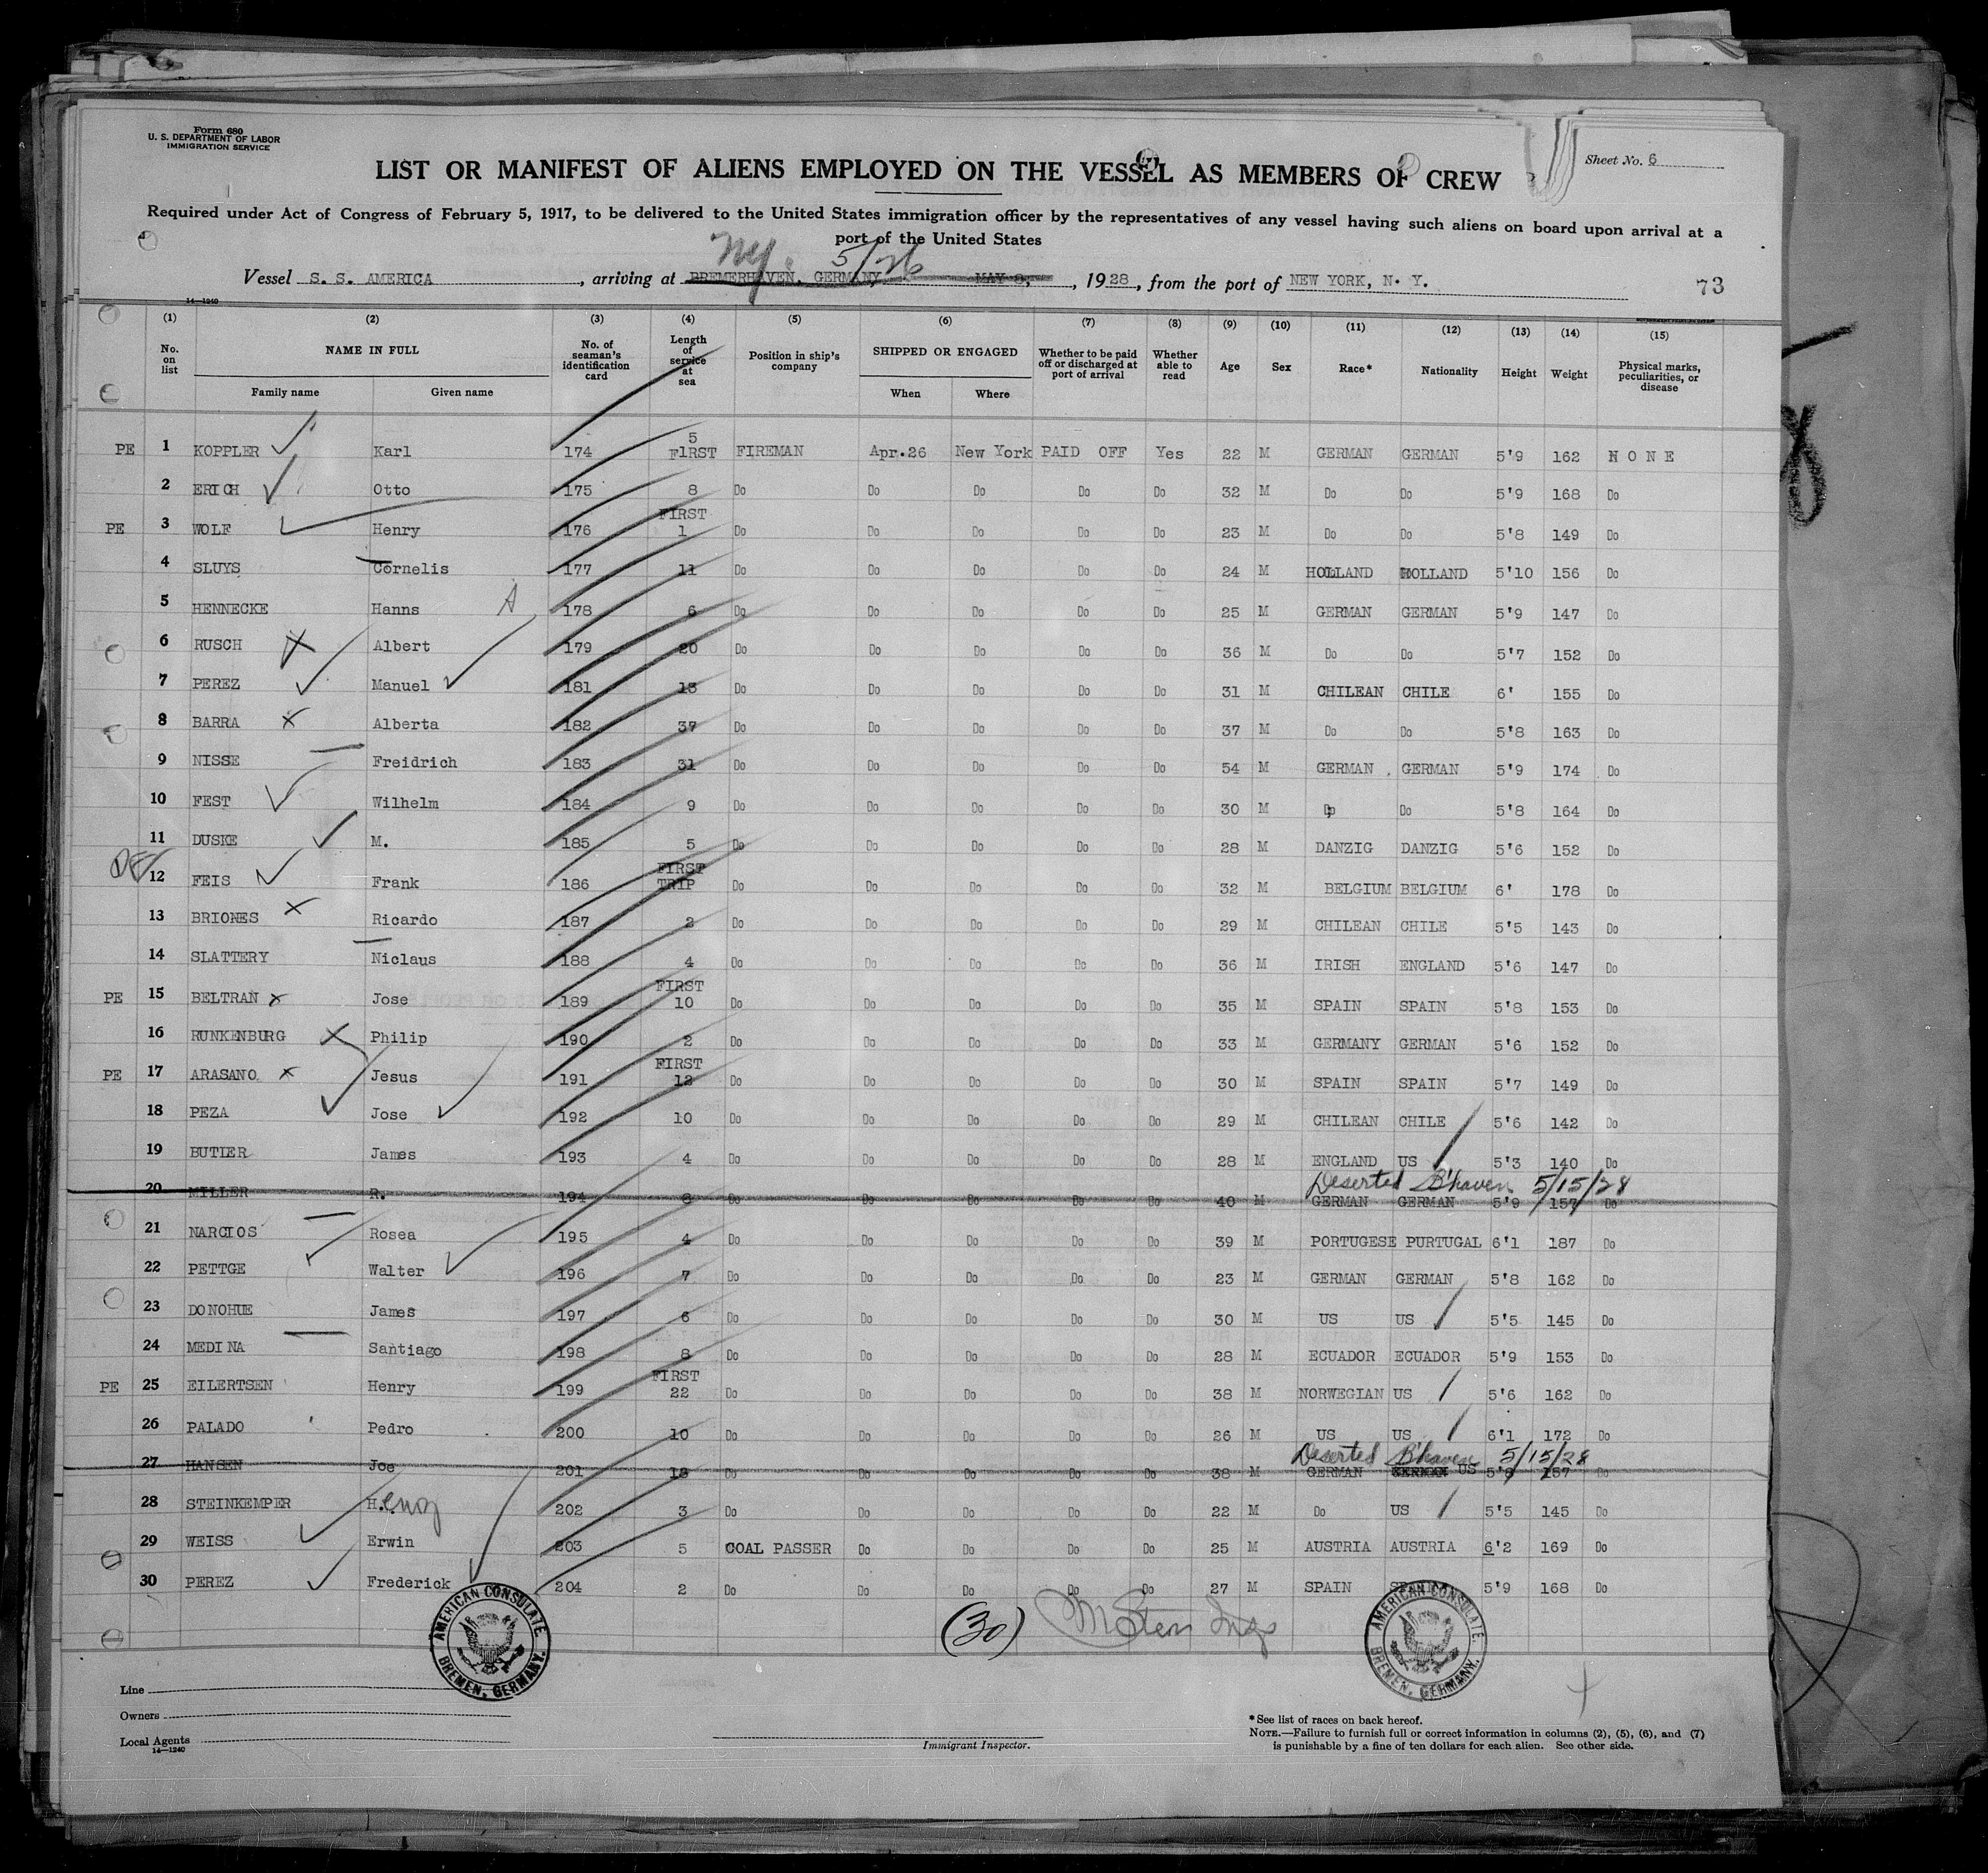 Form 680
U. S. DEPARTMENT OF LABOR
IMMIGRATION SERVICE
Sheet No. 6
LIST OR MANIFEST OF ALIENS EMPLOYED ON THE VESSEL AS MEMBERS OF CREW
Required under Act of Congress of February 5, 1917, to be delivered to the United States immigration officer by the representatives of any vessel having such aliens on board upon arrival at a
port of the United States
Ny. 5/26
Vessel S. S. AMERICA, arriving at BREMERHAVEN, GERMANY MAY 8, 1928, from the port of NEW YORK, N. Y.
73
14—1240
(1) (2) (3) (4) (5) (6) (7) (8) (9) (10) (11) (12) (13) (14) (15)
No. on list NAME IN FULL Family name Given name No. of seaman's identification card Length of service at sea Position in ship's company SHIPPED OR ENGAGED When Where Whether to be paid off or discharged at port of arrival Whether able to read Age Sex Race* Nationality Height Weight Physical marks, peculiarities, or disease
PE 1 KOPPLER Karl 174 5 FIRST FIREMAN Apr.26 New York PAID OFF Yes 22 M GERMAN GERMAN 5'9 162 NONE
2 ERICH Otto 175 8 Do Do Do Do Do 32 M Do Do 5'9 168 Do
PE 3 WOLF Henry 176 FIRST 1 Do Do Do Do Do 23 M Do Do 5'8 149 Do
4 SLUYS Cornelis 177 11 Do Do Do Do Do 24 M HOLLAND HOLLAND 5'10 156 Do
5 HENNECKE Hanns A 178 6 Do Do Do Do Do 25 M GERMAN GERMAN 5'9 147 Do
6 RUSCH Albert 179 20 Do Do Do Do Do 36 M Do Do 5'7 152 Do
7 PEREZ Manuel 181 13 Do Do Do Do Do 31 M CHILEAN CHILE 6' 155 Do
8 BARRA Alberta 182 37 Do Do Do Do Do 37 M Do Do 5'8 163 Do
9 NISSE Freidrich 183 31 Do Do Do Do Do 54 M GERMAN GERMAN 5'9 174 Do
10 FEST Wilhelm 184 9 Do Do Do Do Do 30 M Do Do 5'8 164 Do
11 DUSKE M. 185 5 Do Do Do Do Do 28 M DANZIG DANZIG 5'6 152 Do
12 FEIS Frank 186 FIRST TRIP Do Do Do Do Do 32 M BELGIUM BELGIUM 6' 178 Do
13 BRIONES Ricardo 187 2 Do Do Do Do Do 29 M CHILEAN CHILE 5'5 143 Do
14 SLATTERY Niclaus 188 4 Do Do Do Do Do 36 M IRISH ENGLAND 5'6 147 Do
PE 15 BELTRAN Jose 189 FIRST 10 Do Do Do Do Do 35 M SPAIN SPAIN 5'8 153 Do
16 RUNKENBURG Philip 190 2 Do Do Do Do Do 33 M GERMANY GERMAN 5'6 152 Do
PE 17 ARASANO Jesus 191 FIRST 12 Do Do Do Do Do 30 M SPAIN SPAIN 5'7 149 Do
18 PEZA Jose 192 10 Do Do Do Do Do 29 M CHILEAN CHILE 5'6 142 Do
19 BUTLER James 193 4 Do Do Do Do Do 28 M ENGLAND US 5'3 140 Do
Deserted B'haven 5/15/28
20 MILLER R. 194 6 Do Do Do Do Do 40 M GERMAN GERMAN 5'9 157 Do
21 NARCIOS Rosea 195 4 Do Do Do Do Do 39 M PORTUGESE PURTUGAL 6'1 187 Do
22 PETTGE Walter 196 7 Do Do Do Do Do 23 M GERMAN GERMAN 5'8 162 Do
23 DONOHUE James 197 6 Do Do Do Do Do 30 M US US 5'5 145 Do
24 MEDINA Santiago 198 8 Do Do Do Do Do 28 M ECUADOR ECUADOR 5'9 153 Do
PE 25 EILERTSEN Henry 199 FIRST 22 Do Do Do Do Do 38 M NORWEGIAN US 5'6 162 Do
26 PALADO Pedro 200 10 Do Do Do Do Do 26 M US US 6'1 172 Do
Deserted B'haven 5/15/28
27 HANSEN Joe 201 18 Do Do Do Do Do 38 M GERMAN GERMAN US 157 Do
28 STEINKEMPER H. 202 3 Do Do Do Do Do 22 M Do US 5'5 145 Do
29 WEISS Erwin 203 5 COAL PASSER Do Do Do Do 25 M AUSTRIA AUSTRIA 6'2 169 Do
30 PEREZ Frederick 204 2 Do Do Do Do Do 27 M SPAIN SPAIN 5'9 168 Do
(30)
AMERICAN CONSULATE. BREMEN, GERMANY.
AMERICAN CONSULATE. BREMEN, GERMANY.
Line
Owners
Local Agents
14—1240
Immigrant Inspector.
*See list of races on back hereof.
NOTE.—Failure to furnish full or correct information in columns (2), (5), (6), and (7)
is punishable by a fine of ten dollars for each alien. See other side.